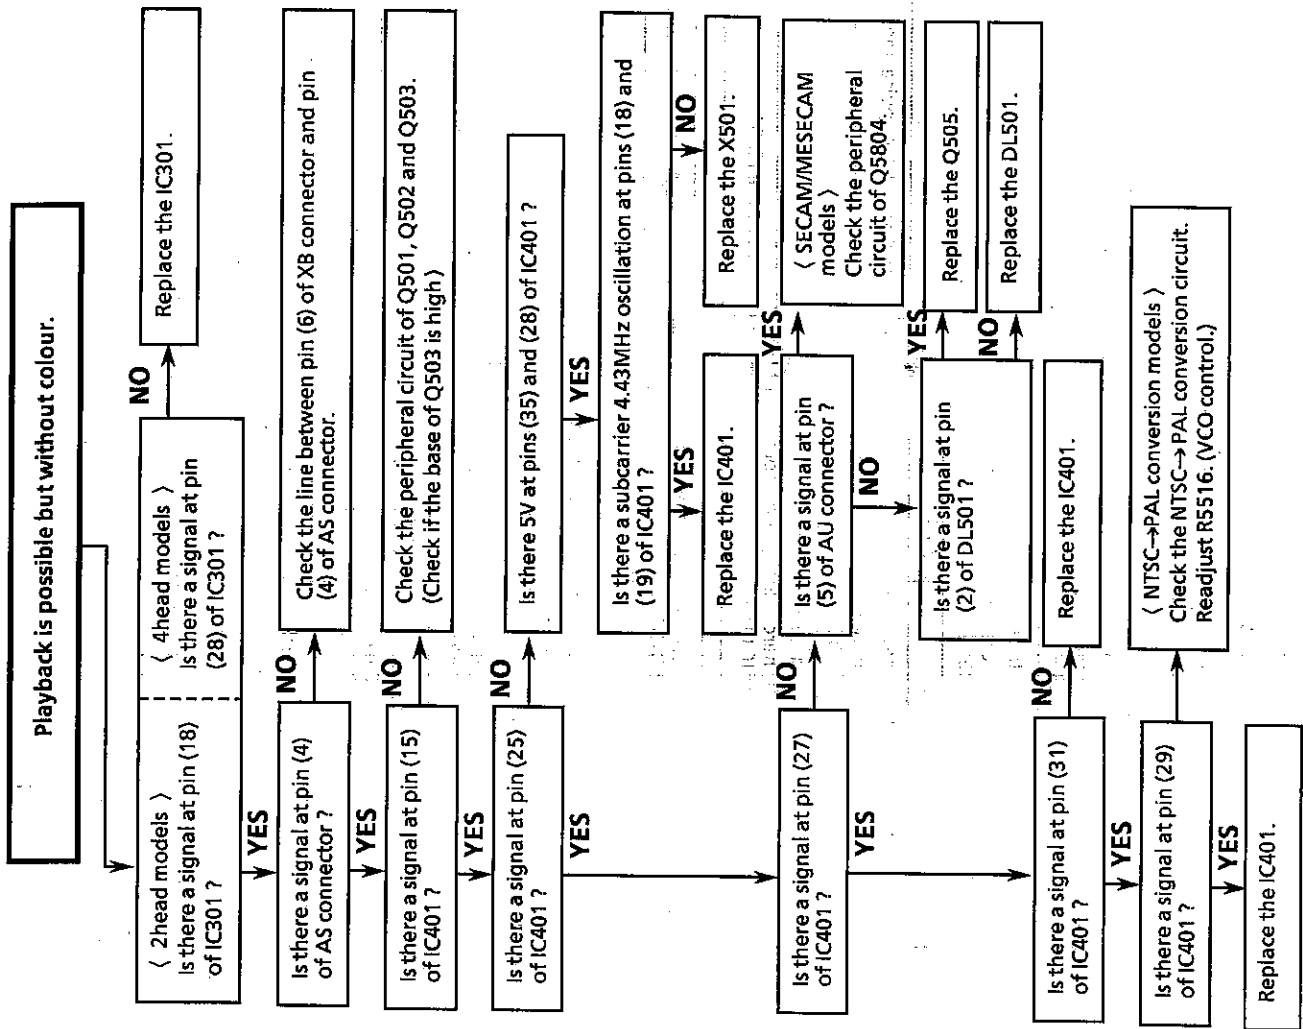 Playback is possible but without colour.
〈 2head models 〉
Is there a signal at pin (18)
of IC301 ?
〈 4head models 〉
Is there a signal at pin
(28) of IC301 ?
NO
Replace the IC301.
YES
Is there a signal at pin (4)
of AS connector ?
NO
Check the line between pin (6) of XB connector and pin
(4) of AS connector.
YES
Is there a signal at pin (15)
of IC401 ?
NO
Check the peripheral circuit of Q501, Q502 and Q503.
(Check if the base of Q503 is high)
YES
Is there a signal at pin (25)
of IC401 ?
NO
Is there 5V at pins (35) and (28) of IC401 ?
YES
Is there a subcarrier 4.43MHz oscillation at pins (18) and
(19) of IC401 ?
NO
Replace the X501.
YES
Replace the IC401.
YES
Is there a signal at pin (27)
of IC401 ?
NO
Is there a signal at pin
(5) of AU connector ?
YES
〈 SECAM/MESECAM
models 〉
Check the peripheral
circuit of Q5804.
NO
Is there a signal at pin
(2) of DL501 ?
YES
Replace the Q505.
NO
Replace the DL501.
YES
Is there a signal at pin (31)
of IC401 ?
NO
Replace the IC401.
YES
Is there a signal at pin (29)
of IC401 ?
〈 NTSC→PAL conversion models 〉
Check the NTSC→PAL conversion circuit.
Readjust R5516. (VCO control.)
YES
Replace the IC401.